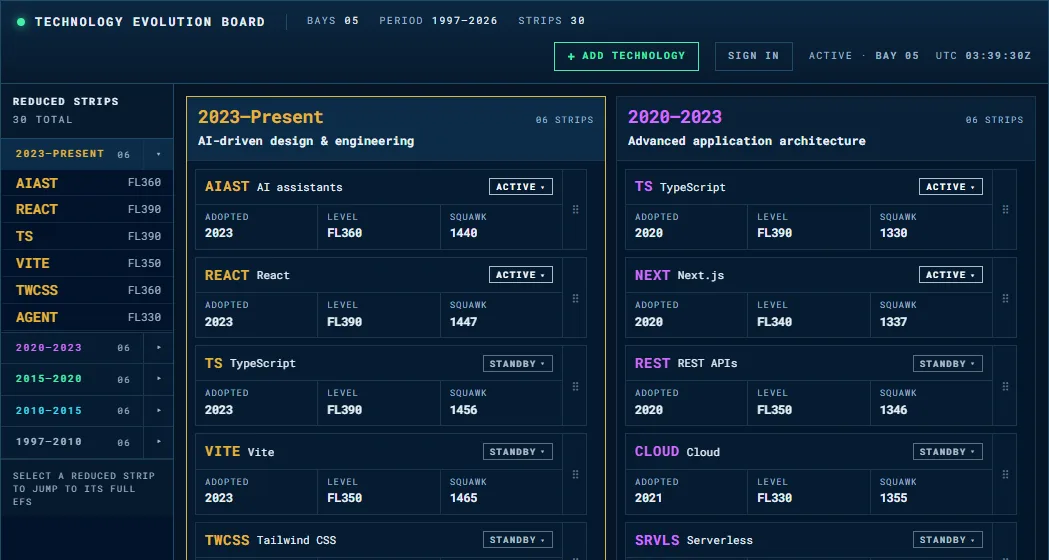 TECHNOLOGY EVOLUTION BOARD
BAYS 05 PERIOD 1997–2026 STRIPS 30
+ ADD TECHNOLOGY
SIGN IN
ACTIVE · BAY 05 UTC 03:39:30Z
REDUCED STRIPS
30 TOTAL
2023–PRESENT 06
AIAST FL360
REACT FL390
TS FL390
VITE FL350
TWCSS FL360
AGENT FL330
2020–2023 06
2015–2020 06
2010–2015 06
1997–2010 06
SELECT A REDUCED STRIP
TO JUMP TO ITS FULL
EFS
2023–Present 06 STRIPS
AI-driven design & engineering
AIAST AI assistants ACTIVE
ADOPTED LEVEL SQUAWK
2023 FL360 1440
REACT React ACTIVE
ADOPTED LEVEL SQUAWK
2023 FL390 1447
TS TypeScript STANDBY
ADOPTED LEVEL SQUAWK
2023 FL390 1456
VITE Vite STANDBY
ADOPTED LEVEL SQUAWK
2023 FL350 1465
TWCSS Tailwind CSS STANDBY
2020–2023 06 STRIPS
Advanced application architecture
TS TypeScript ACTIVE
ADOPTED LEVEL SQUAWK
2020 FL390 1330
NEXT Next.js ACTIVE
ADOPTED LEVEL SQUAWK
2020 FL340 1337
REST REST APIs STANDBY
ADOPTED LEVEL SQUAWK
2020 FL350 1346
CLOUD Cloud STANDBY
ADOPTED LEVEL SQUAWK
2021 FL330 1355
SRVLS Serverless STANDBY